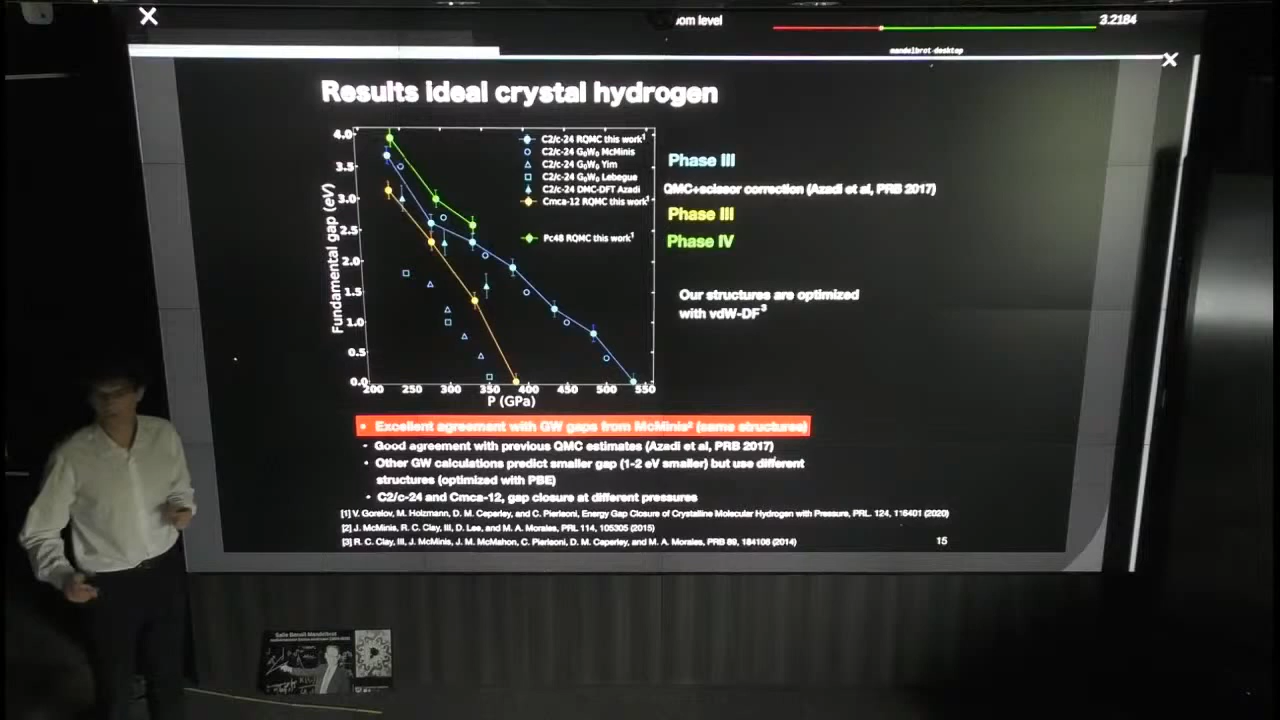 om level
3.2184
mandelbrot-desktop
Results ideal crystal hydrogen
Fundamental gap (eV)
4.0
3.5
3.0
2.5
2.0
1.5
1.0
0.5
0.0
200 250 300 350 400 450 500 550
P (GPa)
C2/c-24 RQMC this work¹
C2/c-24 G₀W₀ McMinis
C2/c-24 G₀W₀ Yim
C2/c-24 G₀W₀ Lebegue
C2/c-24 DMC-DFT Azadi
Cmca-12 RQMC this work¹
Pc48 RQMC this work¹
Phase III
QMC+scissor correction (Azadi et al, PRB 2017)
Phase III
Phase IV
Our structures are optimized
with vdW-DF³
• Excellent agreement with GW gaps from McMinis² (same structures)
• Good agreement with previous QMC estimates (Azadi et al, PRB 2017)
• Other GW calculations predict smaller gap (1-2 eV smaller) but use different
structures (optimized with PBE)
• C2/c-24 and Cmca-12, gap closure at different pressures
[1] V. Gorelov, M. Holzmann, D. M. Ceperley, and C. Pierleoni, Energy Gap Closure of Crystalline Molecular Hydrogen with Pressure, PRL. 124, 116401 (2020)
[2] J. McMinis, R. C. Clay, III, D. Lee, and M. A. Morales, PRL 114, 105305 (2015)
[3] R. C. Clay, III, J. McMinis, J. M. McMahon, C. Pierleoni, D. M. Ceperley, and M. A. Morales, PRB 89, 184106 (2014)
15
Salle Benoît Mandelbrot